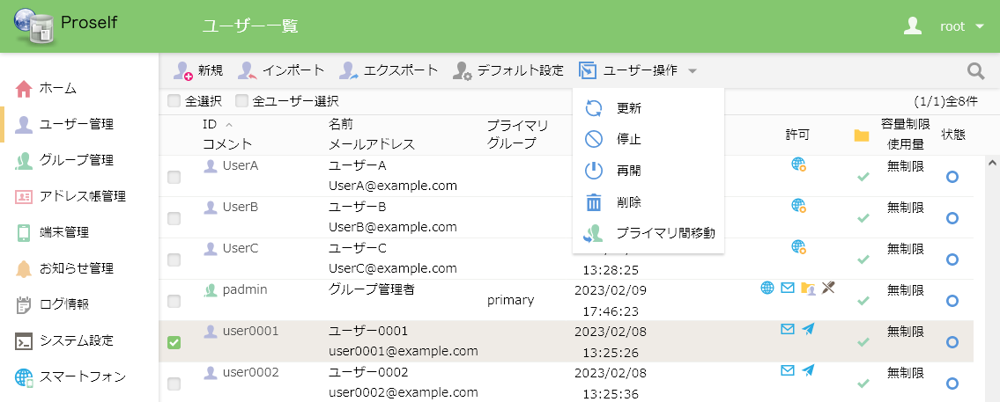 Proself
ユーザー一覧
root
ホーム
ユーザー管理
グループ管理
アドレス帳管理
端末管理
お知らせ管理
ログ情報
システム設定
スマートフォン
新規 インポート エクスポート デフォルト設定 ユーザー操作
全選択 全ユーザー選択 (1/1)全8件
更新
停止
再開
削除
プライマリ間移動
ID 名前 プライマリ 容量制限
コメント メールアドレス グループ 許可 使用量 状態
UserA ユーザーA 無制限
UserA@example.com
UserB ユーザーB 無制限
UserB@example.com
UserC ユーザーC 無制限
UserC@example.com 13:28:25
padmin グループ管理者 primary 2023/02/09 無制限
17:46:23
user0001 ユーザー0001 2023/02/08 無制限
user0001@example.com 13:25:26
user0002 ユーザー0002 2023/02/08 無制限
user0002@example.com 13:25:36